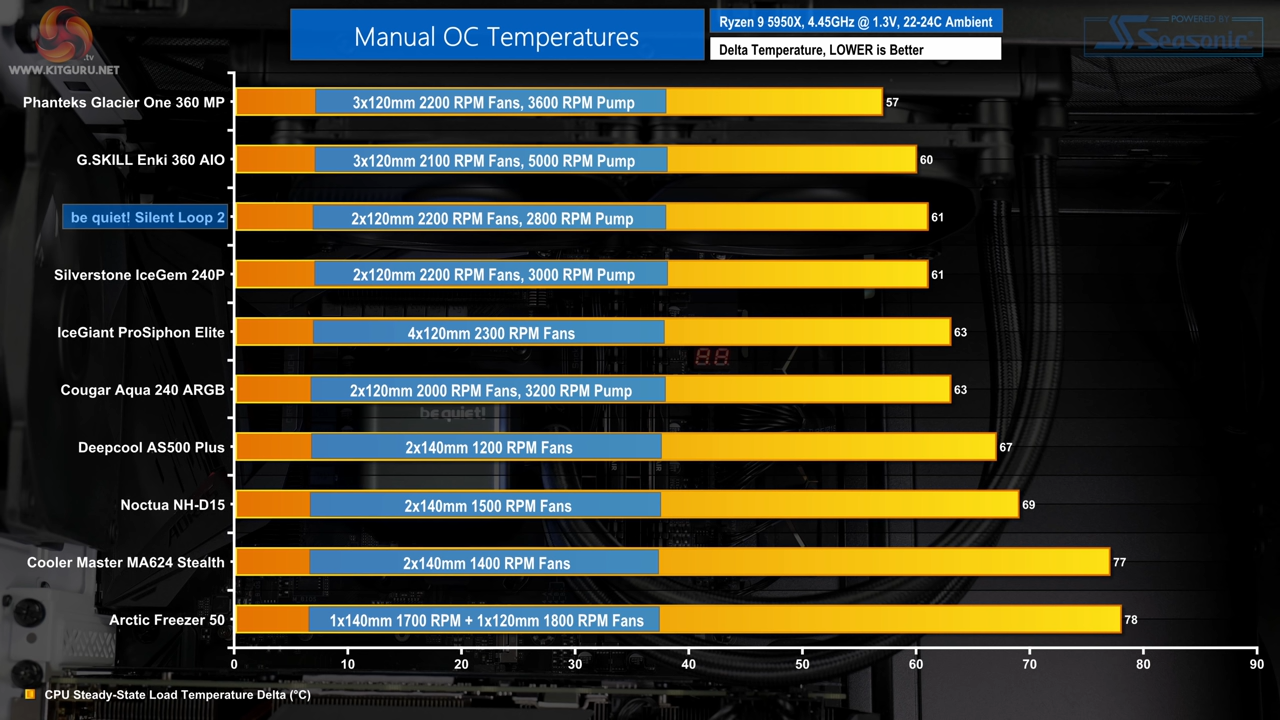 WWW.KITGURU.NET
.tv
Manual OC Temperatures
Ryzen 9 5950X, 4.45GHz @ 1.3V, 22-24C Ambient
Delta Temperature, LOWER is Better
POWERED BY
Seasonic
Phanteks Glacier One 360 MP 3x120mm 2200 RPM Fans, 3600 RPM Pump 57
G.SKILL Enki 360 AIO 3x120mm 2100 RPM Fans, 5000 RPM Pump 60
be quiet! Silent Loop 2 2x120mm 2200 RPM Fans, 2800 RPM Pump 61
Silverstone IceGem 240P 2x120mm 2200 RPM Fans, 3000 RPM Pump 61
IceGiant ProSiphon Elite 4x120mm 2300 RPM Fans 63
88
Cougar Aqua 240 ARGB 2x120mm 2000 RPM Fans, 3200 RPM Pump 63
be quiet!
Deepcool AS500 Plus 2x140mm 1200 RPM Fans 67
Noctua NH-D15 2x140mm 1500 RPM Fans 69
Cooler Master MA624 Stealth 2x140mm 1400 RPM Fans 77
Arctic Freezer 50 1x140mm 1700 RPM + 1x120mm 1800 RPM Fans 78
0 10 20 30 40 50 60 70 80 90
CPU Steady-State Load Temperature Delta (°C)